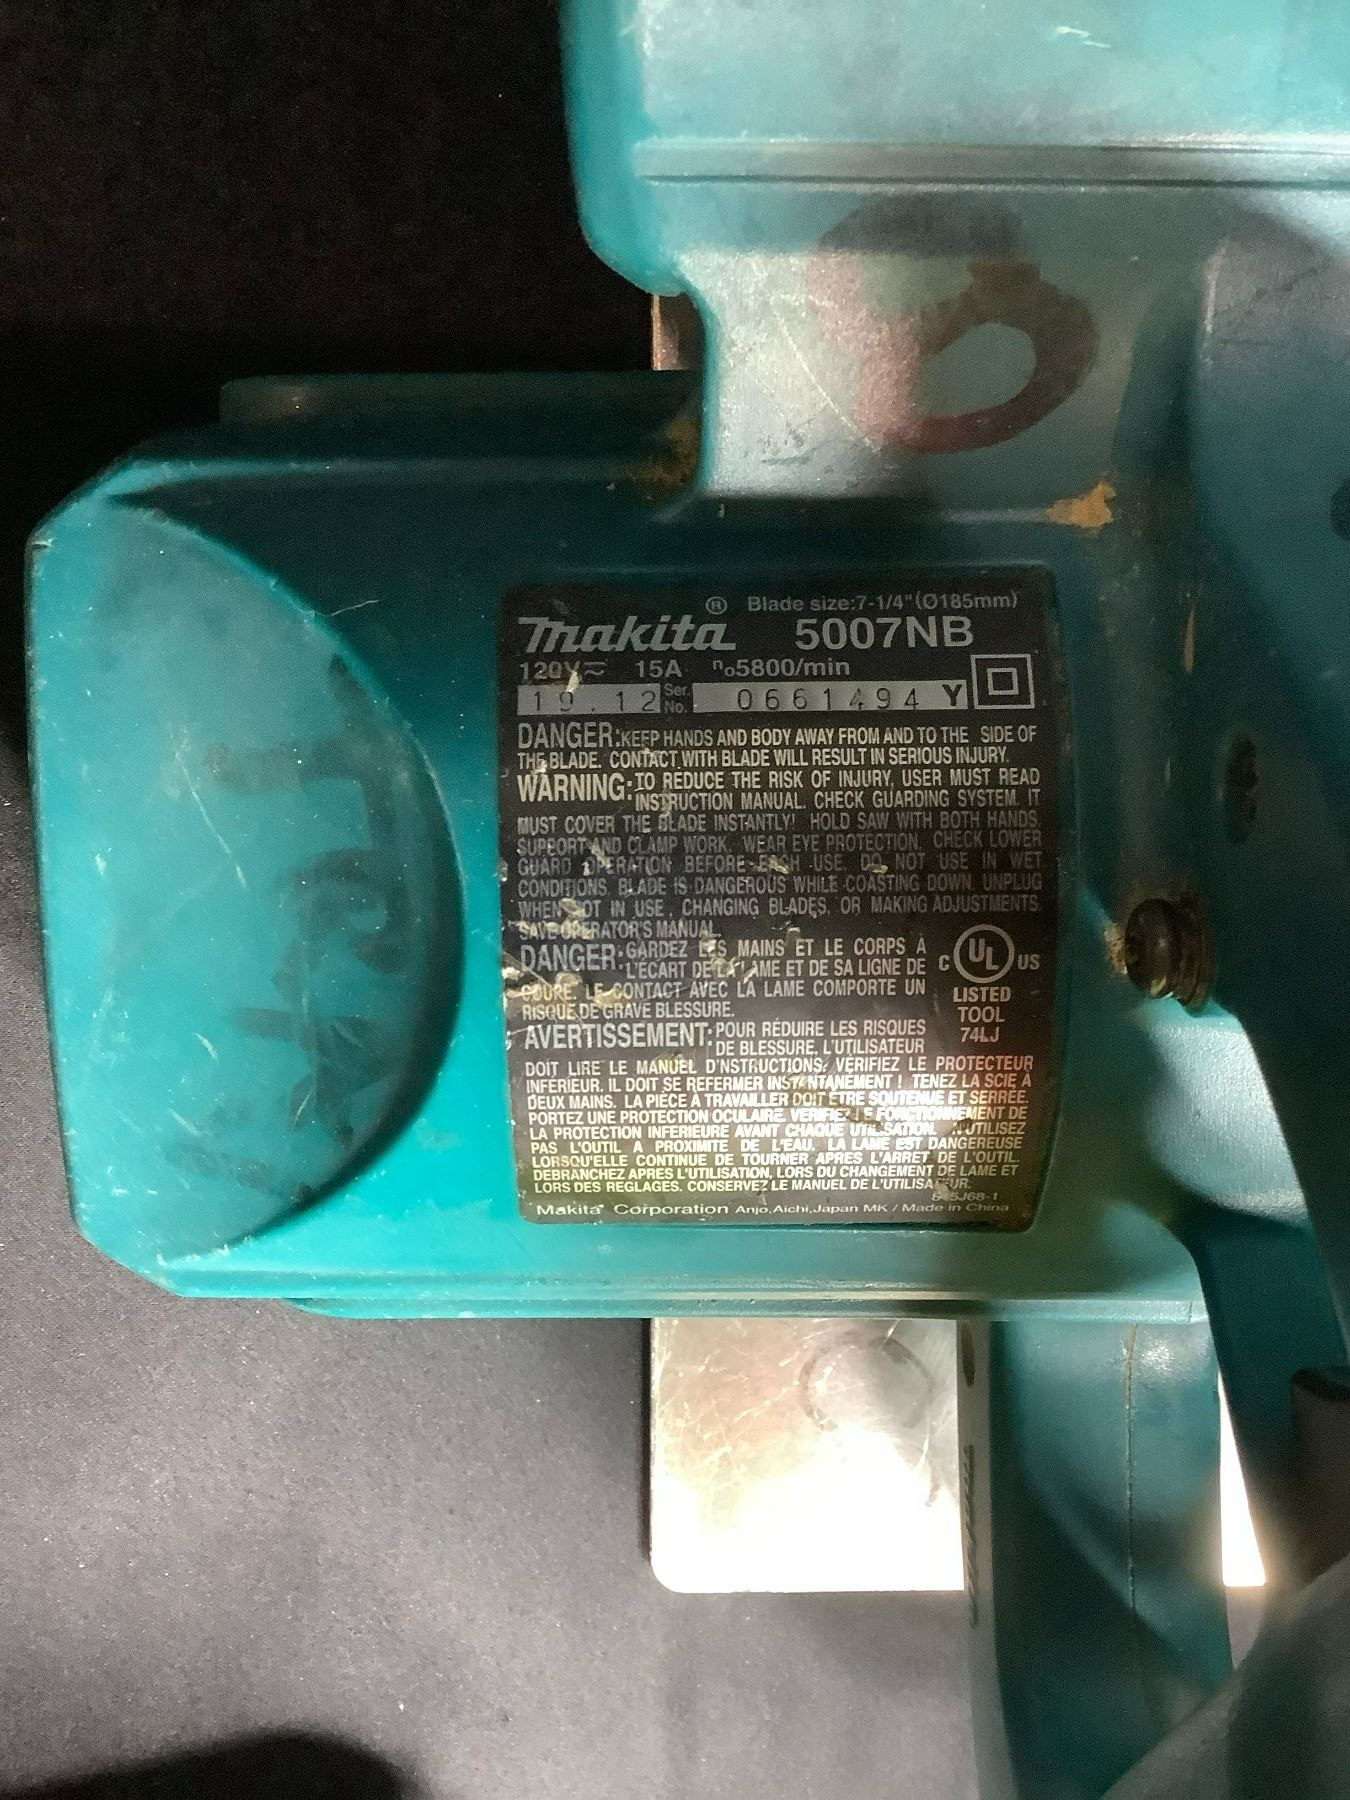 Blade size:7-1/4"(Ø185mm)
makita® 5007NB
120V 15A n₀5800/min
19.12 Ser. No. 0661494 Y
DANGER:KEEP HANDS AND BODY AWAY FROM AND TO THE SIDE OF
THE BLADE. CONTACT WITH BLADE WILL RESULT IN SERIOUS INJURY.
WARNING:TO REDUCE THE RISK OF INJURY, USER MUST READ
INSTRUCTION MANUAL. CHECK GUARDING SYSTEM. IT
MUST COVER THE BLADE INSTANTLY! HOLD SAW WITH BOTH HANDS.
SUPPORT AND CLAMP WORK. WEAR EYE PROTECTION. CHECK LOWER
GUARD OPERATION BEFORE EACH USE. DO NOT USE IN WET
CONDITIONS. BLADE IS DANGEROUS WHILE COASTING DOWN. UNPLUG
WHEN NOT IN USE, CHANGING BLADES, OR MAKING ADJUSTMENTS.
SAVE OPERATOR'S MANUAL.
DANGER:GARDEZ LES MAINS ET LE CORPS À
L'ÉCART DE LA LAME ET DE SA LIGNE DE
COUPE. LE CONTACT AVEC LA LAME COMPORTE UN
RISQUE DE GRAVE BLESSURE.
C UL US
LISTED
TOOL
74LJ
AVERTISSEMENT:POUR RÉDUIRE LES RISQUES
DE BLESSURE, L'UTILISATEUR
DOIT LIRE LE MANUEL D'NSTRUCTIONS. VERIFIEZ LE PROTECTEUR
INFÉRIEUR. IL DOIT SE REFERMER INSTANTANÉMENT ! TENEZ LA SCIE À
DEUX MAINS. LA PIÈCE À TRAVAILLER DOIT ETRE SOUTENUE ET SERRÉE.
PORTEZ UNE PROTECTION OCULAIRE. VERIFIEZ LE FONCTIONNEMENT DE
LA PROTECTION INFERIEURE AVANT CHAQUE UTILISATION. N'UTILISEZ
PAS L'OUTIL A PROXIMITE DE L'EAU. LA LAME EST DANGEREUSE
LORSQU'ELLE CONTINUE DE TOURNER APRES L'ARRET DE L'OUTIL.
DEBRANCHEZ APRES L'UTILISATION, LORS DU CHANGEMENT DE LAME ET
LORS DES REGLAGES. CONSERVEZ LE MANUEL DE L'UTILISATEUR.
Makita Corporation Anjo,Aichi,Japan MK / Made in China